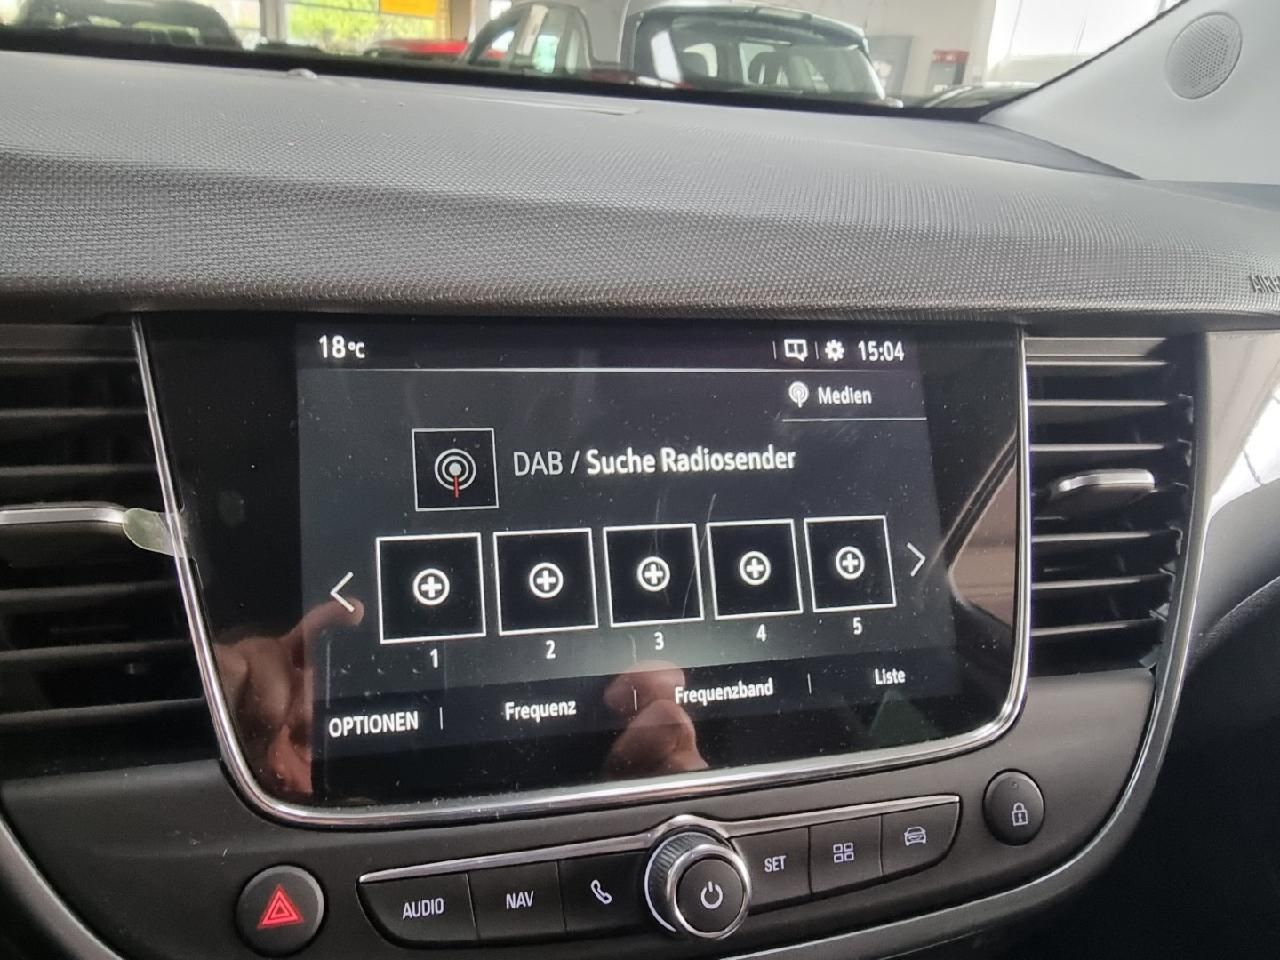 18°C
15:04
Medien
DAB / Suche Radiosender
1 2 3 4 5
OPTIONEN | Frequenz | Frequenzband | Liste
AUDIO NAV SET